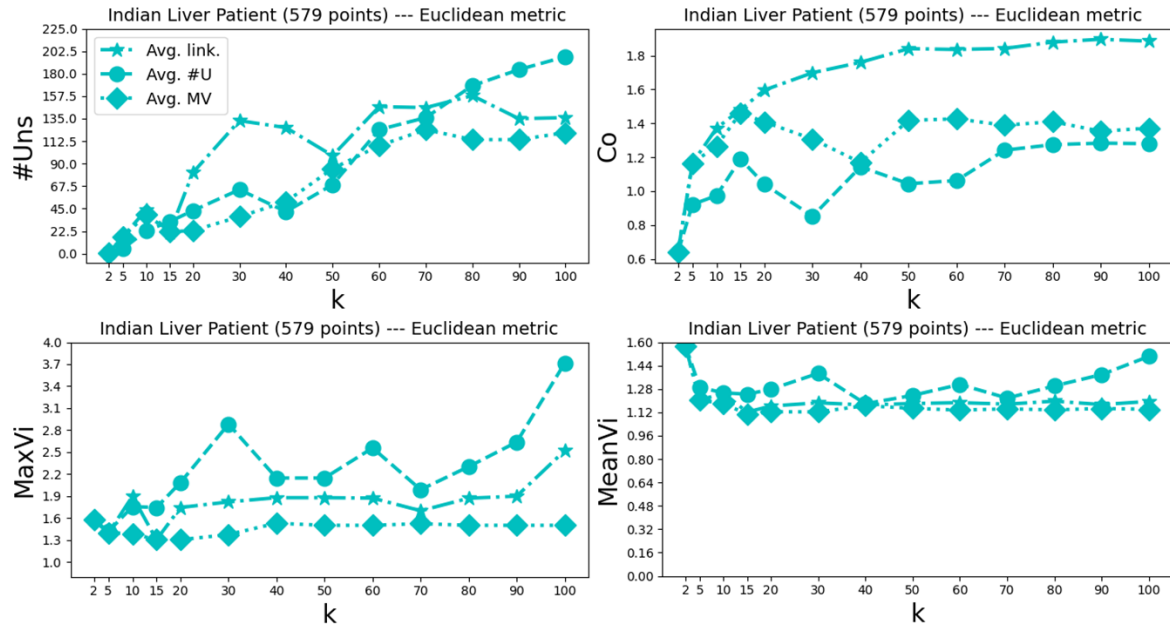 Indian Liver Patient (579 points) --- Euclidean metric
#Uns
225.0
202.5
180.0
157.5
135.0
112.5
90.0
67.5
45.0
22.5
0.0
Avg. link.
Avg. #U
Avg. MV
2 5 10 15 20 30 40 50 60 70 80 90 100
k
Indian Liver Patient (579 points) --- Euclidean metric
Co
1.8
1.6
1.4
1.2
1.0
0.8
0.6
2 5 10 15 20 30 40 50 60 70 80 90 100
k
Indian Liver Patient (579 points) --- Euclidean metric
MaxVi
4.0
3.7
3.4
3.1
2.8
2.5
2.2
1.9
1.6
1.3
1.0
2 5 10 15 20 30 40 50 60 70 80 90 100
k
Indian Liver Patient (579 points) --- Euclidean metric
MeanVi
1.60
1.44
1.28
1.12
0.96
0.80
0.64
0.48
0.32
0.16
0.00
2 5 10 15 20 30 40 50 60 70 80 90 100
k